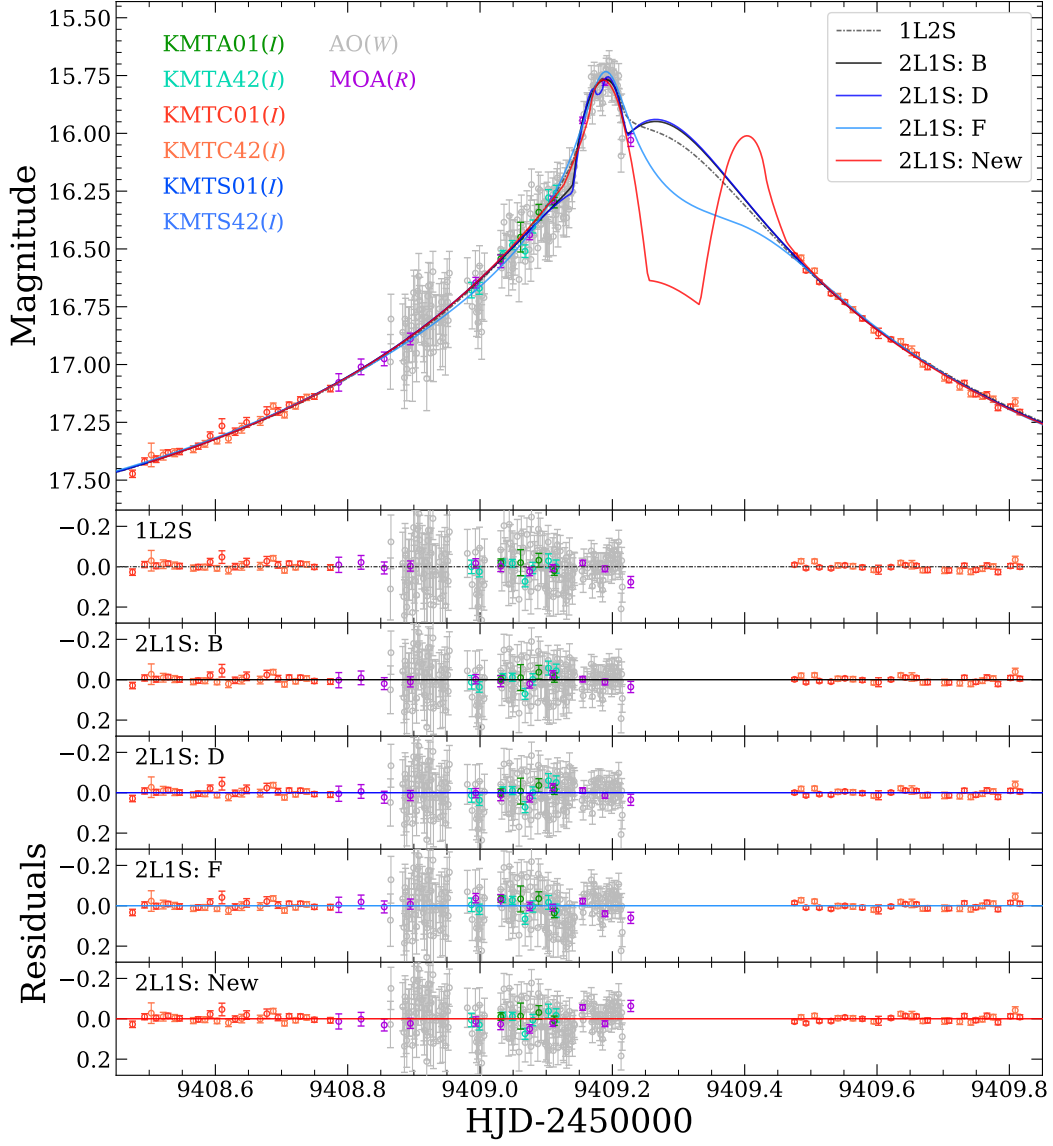 15.50
15.75
16.00
16.25
16.50
16.75
17.00
17.25
17.50
Magnitude
KMTA01(I)
KMTA42(I)
KMTC01(I)
KMTC42(I)
KMTS01(I)
KMTS42(I)
AO(W)
MOA(R)
1L2S
2L1S: B
2L1S: D
2L1S: F
2L1S: New
1L2S
−0.2
0.0
0.2
2L1S: B
−0.2
0.0
0.2
2L1S: D
−0.2
0.0
0.2
2L1S: F
−0.2
0.0
0.2
2L1S: New
−0.2
0.0
0.2
Residuals
9408.6 9408.8 9409.0 9409.2 9409.4 9409.6 9409.8
HJD-2450000